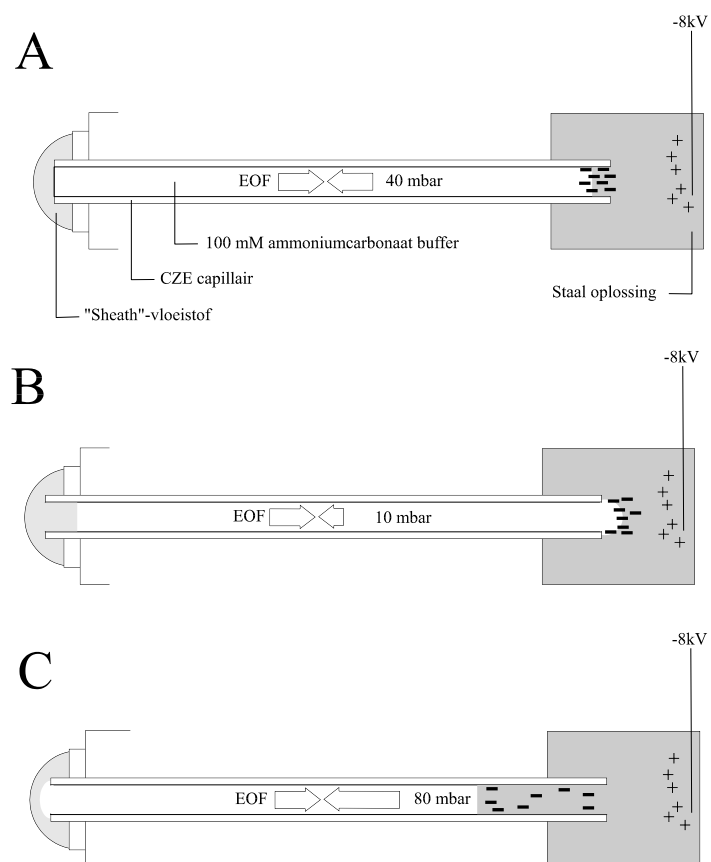 A
-8kV
EOF
40 mbar
100 mM ammoniumcarbonaat buffer
CZE capillair
Staal oplossing
"Sheath"-vloeistof
B
-8kV
EOF
10 mbar
C
-8kV
EOF
80 mbar